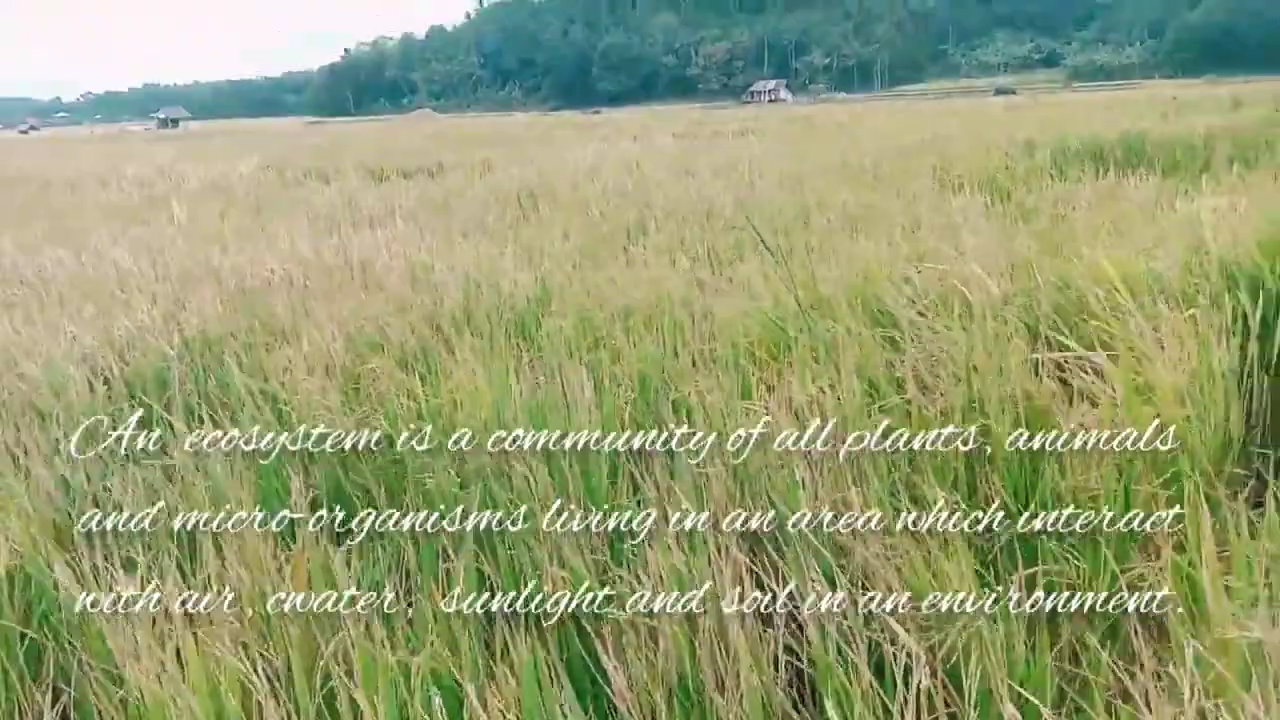 An ecosystem is a community of all plants, animals
and micro-organisms living in an area which interact
with air, cwater, sunlight and soil in an environment.